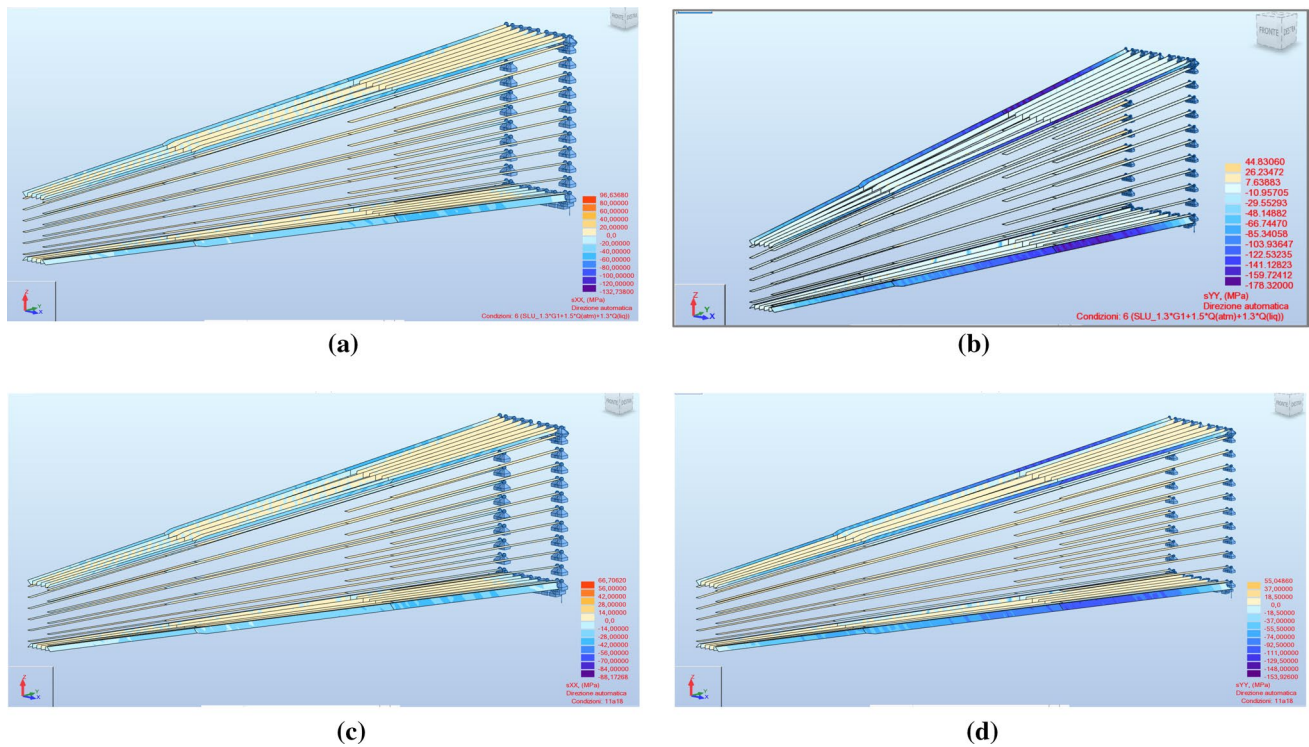 96,63680
80,00000
60,00000
40,00000
20,00000
0,0
-20,00000
-40,00000
-60,00000
-80,00000
-100,00000
-120,00000
-132,73800
sXX, (MPa)
Direzione automatica
Condizioni: 6 (SLU_1.3*G1+1.5*Q(atm)+1.3*Q(liq)
Z
Y
X
(a)
FRONTE
44.83060
26.23472
7.63883
-10.95705
-29.55293
-48.14882
-66.74470
-85.34058
-103.93647
-122.53235
-141.12823
-159.72412
-178.32000
sYY, (MPa)
Direzione automatica
Condizioni: 6 (SLU_1.3*G1+1.5*Q(atm)+1.3*Q(liq)
Z
Y
X
(b)
66,70620
56,00000
42,00000
28,00000
14,00000
0,0
-14,00000
-28,00000
-42,00000
-56,00000
-70,00000
-84,00000
-88,17268
sXX, (MPa)
Direzione automatica
Condizioni: 11a16
Z
Y
X
(c)
55,04860
37,00000
18,50000
0,0
-18,50000
-37,00000
-55,50000
-74,00000
-92,50000
-111,00000
-129,50000
-148,00000
-153,92600
sYY, (MPa)
Direzione automatica
Condizioni: 11a16
Z
Y
X
(d)